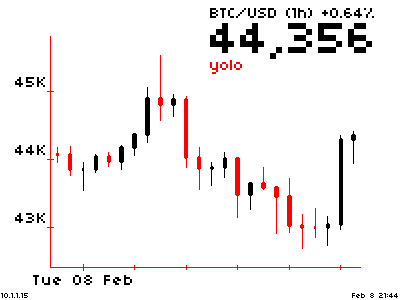 BTC/USD (1h) +0.64%
44,356
yolo
45K
44K
43K
Tue 08 Feb
10.1.1.15
Feb 8 21:44